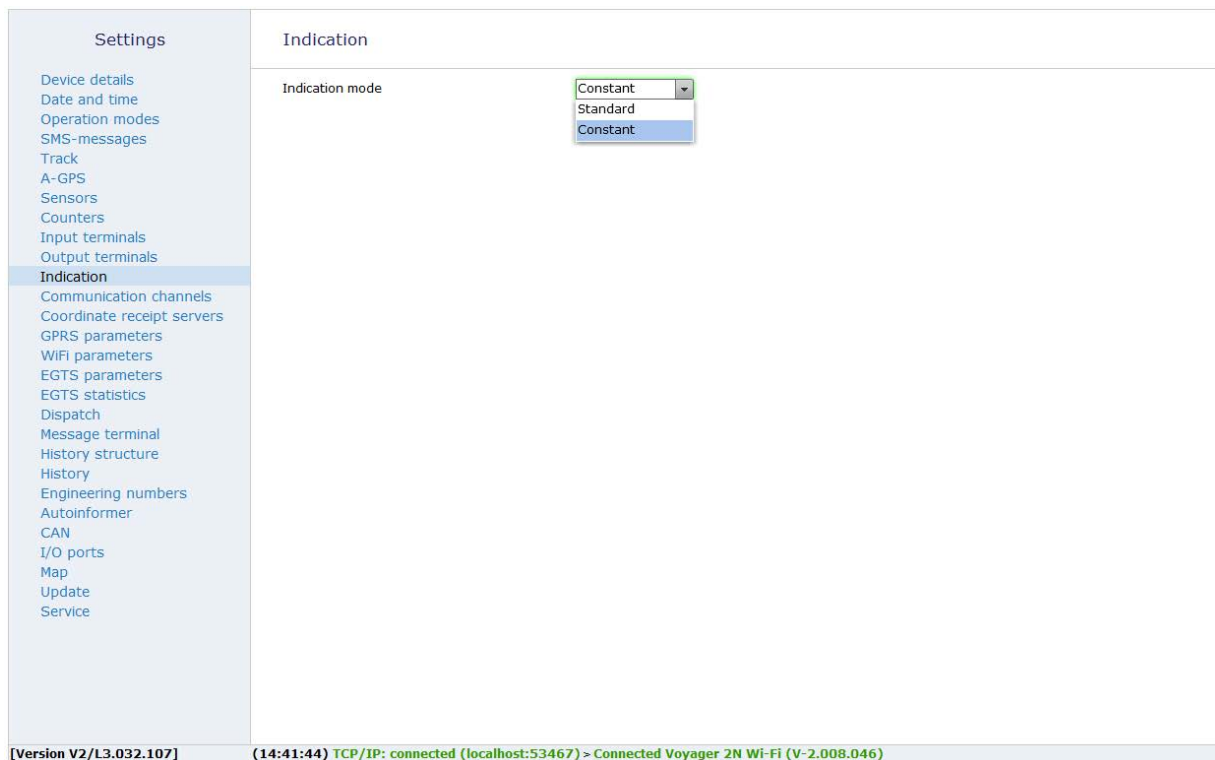 Settings
Device details
Date and time
Operation modes
SMS-messages
Track
A-GPS
Sensors
Counters
Input terminals
Output terminals
Indication
Communication channels
Coordinate receipt servers
GPRS parameters
WiFi parameters
EGTS parameters
EGTS statistics
Dispatch
Message terminal
History structure
History
Engineering numbers
Autoinformer
CAN
I/O ports
Map
Update
Service
Indication
Indication mode Constant
Standard
Constant
[Version V2/L3.032.107] (14:41:44) TCP/IP: connected (localhost:53467) > Connected Voyager 2N Wi-Fi (V-2.008.046)